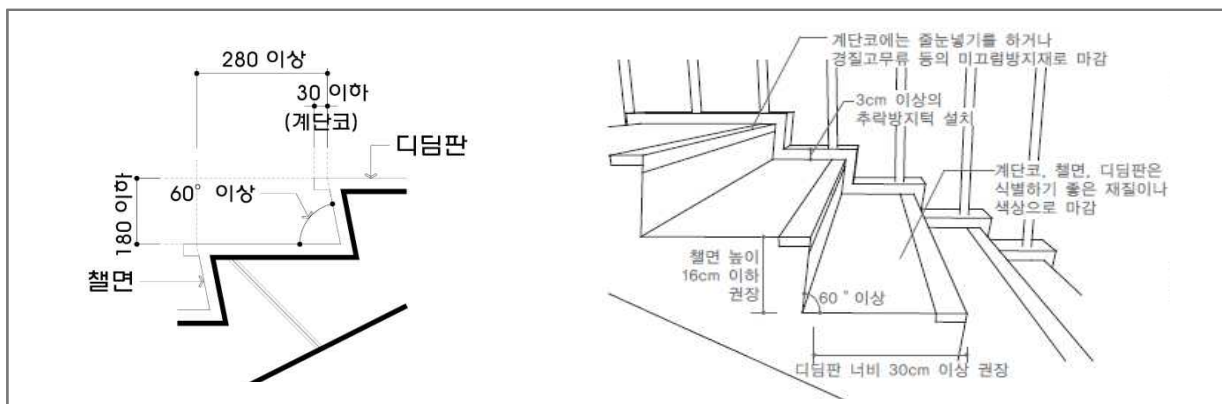 280 이상
30 이하
(계단코)
디딤판
60° 이상
180 이하
챌면
계단코에는 줄눈넣기를 하거나
경질고무류 등의 미끄럼방지재로 마감
3cm 이상의
추락방지턱 설치
계단코, 챌면, 디딤판은
식별하기 좋은 재질이나
색상으로 마감
챌면 높이
16cm 이하
권장
60 ° 이상
디딤판 너비 30cm 이상 권장